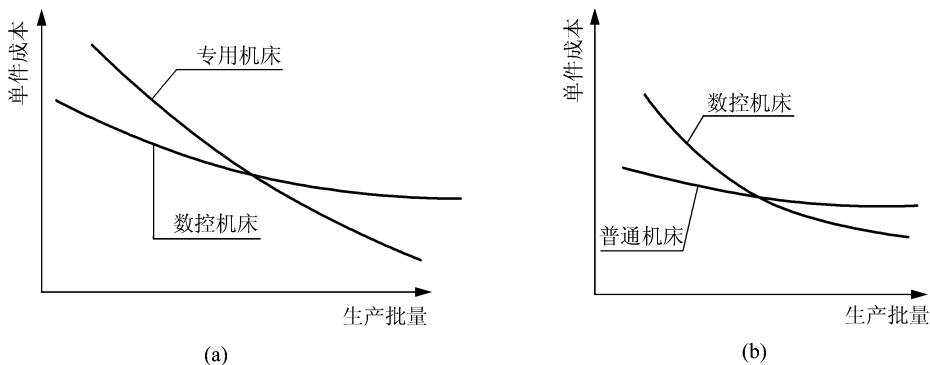 单件成本
专用机床
数控机床
生产批量
(a)
单件成本
数控机床
普通机床
生产批量
(b)